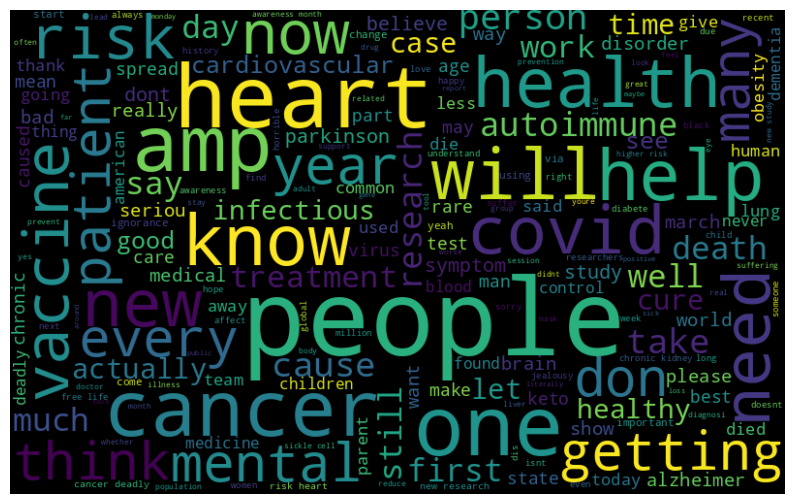 risk
day
now
person
time
give
recent
due
start
always
monday
often
lead
awareness month
change
believe
way
case
work
disorder
dementia
many
thank
spread
history
drug
love
cardiovascular
heart
health
obesity
going
mean
dont
really
age
less
prevention
look
happy
report
great
maybe
life
new study
bad
thing
caused
patient
amp
year
part
parkinson
related
horrible
may
die
autoimmune
see
human
american
say
common
research
understand
via
using
right
higher risk
black
eye
vaccine
awareness
adult
find
support
seriou
infectious
will
help
rare
said
diabete
lung
prevent
stay
ignorance
good
care
know
used
virus
test
yeah
group
covid
march
never
child
yes
medical
treatment
symptom
blood
man
session
researchers
didnt
positive
death
suffering
someone
new
hope
away
people
study
control
well
cure
need
deadly
chronic
every
affect
global
million
sorry
mask
week
world
take
real
sick
next
around
actually
team
public
body
cause
found
brain
don
chronic kidney
long
please
doctor
come
illness
children
want
make
let
jealousy
loss
doesnt
free life
cancer
keto
one
healthy
best
diagnosi
much
month
literally
liver
show
important
died
think
mental
whether
medicine
parent
still
first
getting
isnt
dis
sickle cell
state
even
today
alzheimer
cancer deadly
population
women
risk heart
reduce
new research